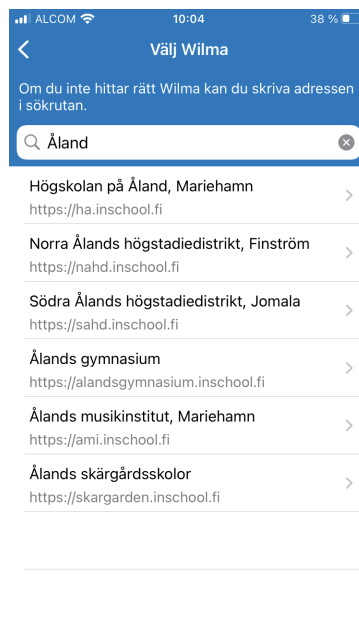 ALCOM 10:04 38 %
Välj Wilma
Om du inte hittar rätt Wilma kan du skriva adressen
i sökrutan.
Åland
Högskolan på Åland, Mariehamn
https://ha.inschool.fi
Norra Ålands högstadiedistrikt, Finström
https://nahd.inschool.fi
Södra Ålands högstadiedistrikt, Jomala
https://sahd.inschool.fi
Ålands gymnasium
https://alandsgymnasium.inschool.fi
Ålands musikinstitut, Mariehamn
https://ami.inschool.fi
Ålands skärgårdsskolor
https://skargarden.inschool.fi